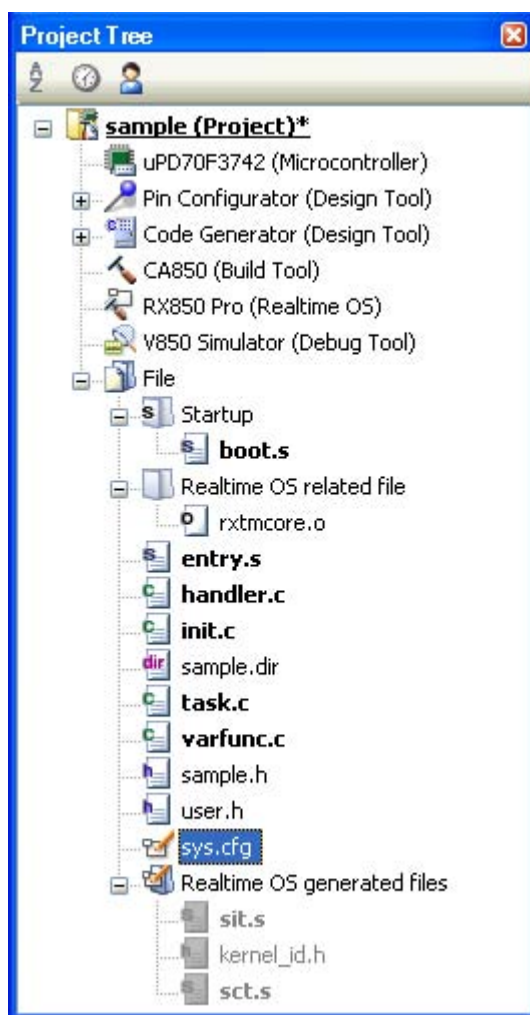 Project Tree
sample (Project)*
uPD70F3742 (Microcontroller)
Pin Configurator (Design Tool)
Code Generator (Design Tool)
CA850 (Build Tool)
RX850 Pro (Realtime OS)
V850 Simulator (Debug Tool)
File
Startup
boot.s
Realtime OS related file
rxtmcore.o
entry.s
handler.c
init.c
sample.dir
task.c
varfunc.c
sample.h
user.h
sys.cfg
Realtime OS generated files
sit.s
kernel_id.h
sct.s